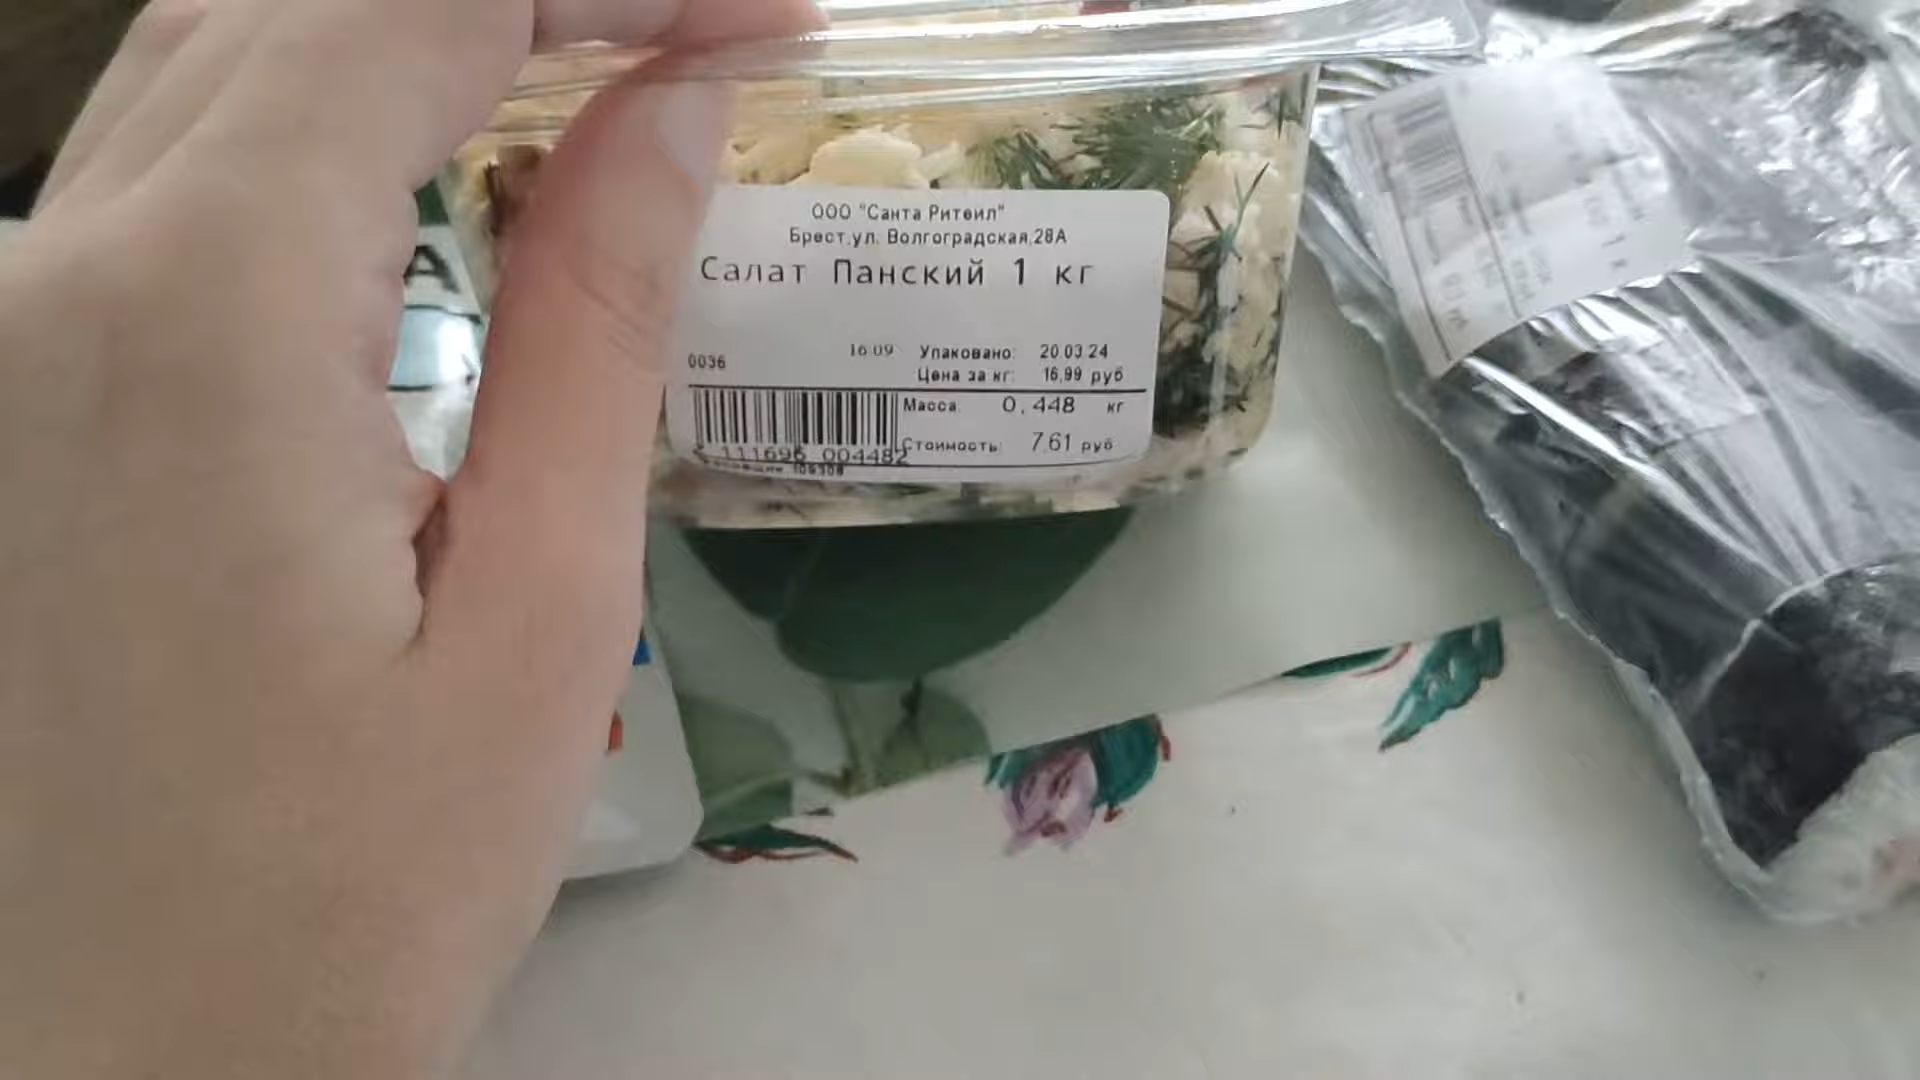 ООО "Санта Ритейл"
Брест,ул. Волгоградская,28А
Салат Панский 1 кг
16 09 Упаковано: 20.03.24
0036
Цена за кг: 16,99 руб
Масса: 0,448 кг
Стоимость: 7,61 руб
111696 004482
А